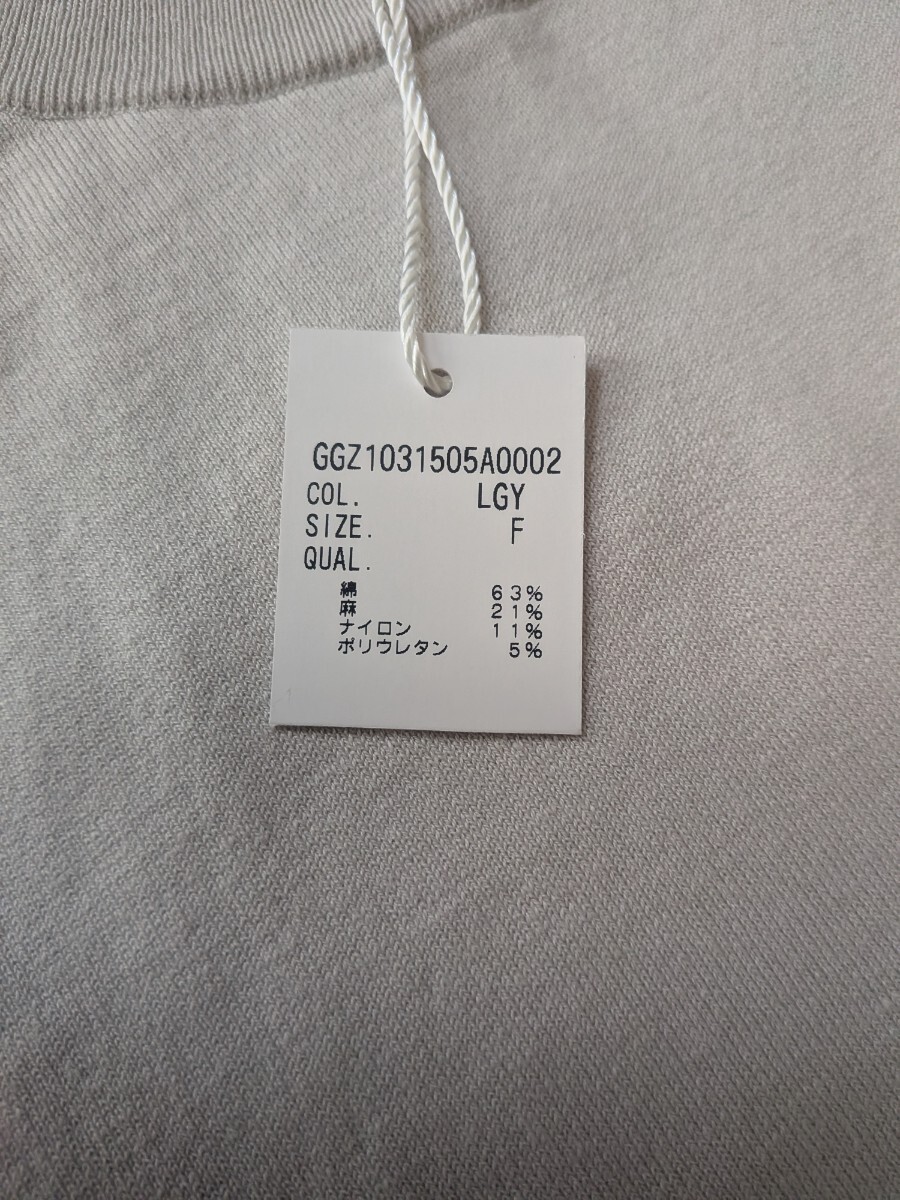 GGZ1031505A0002
COL. LGY
SIZE. F
QUAL.
綿 63%
麻 21%
ナイロン 11%
ポリウレタン 5%